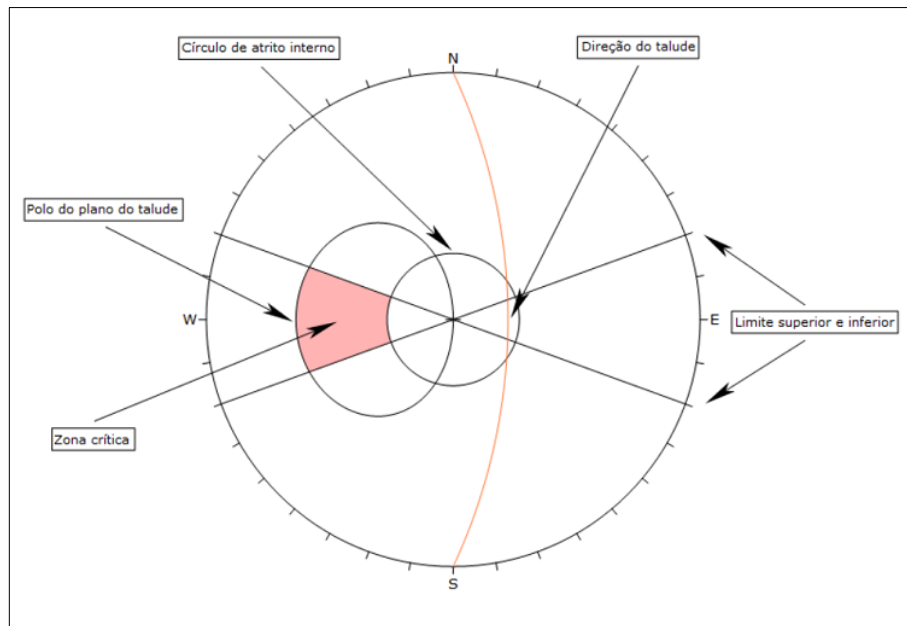 Círculo de atrito interno
Direção do talude
N
Polo do plano do talude
W
E
Limite superior e inferior
Zona crítica
S